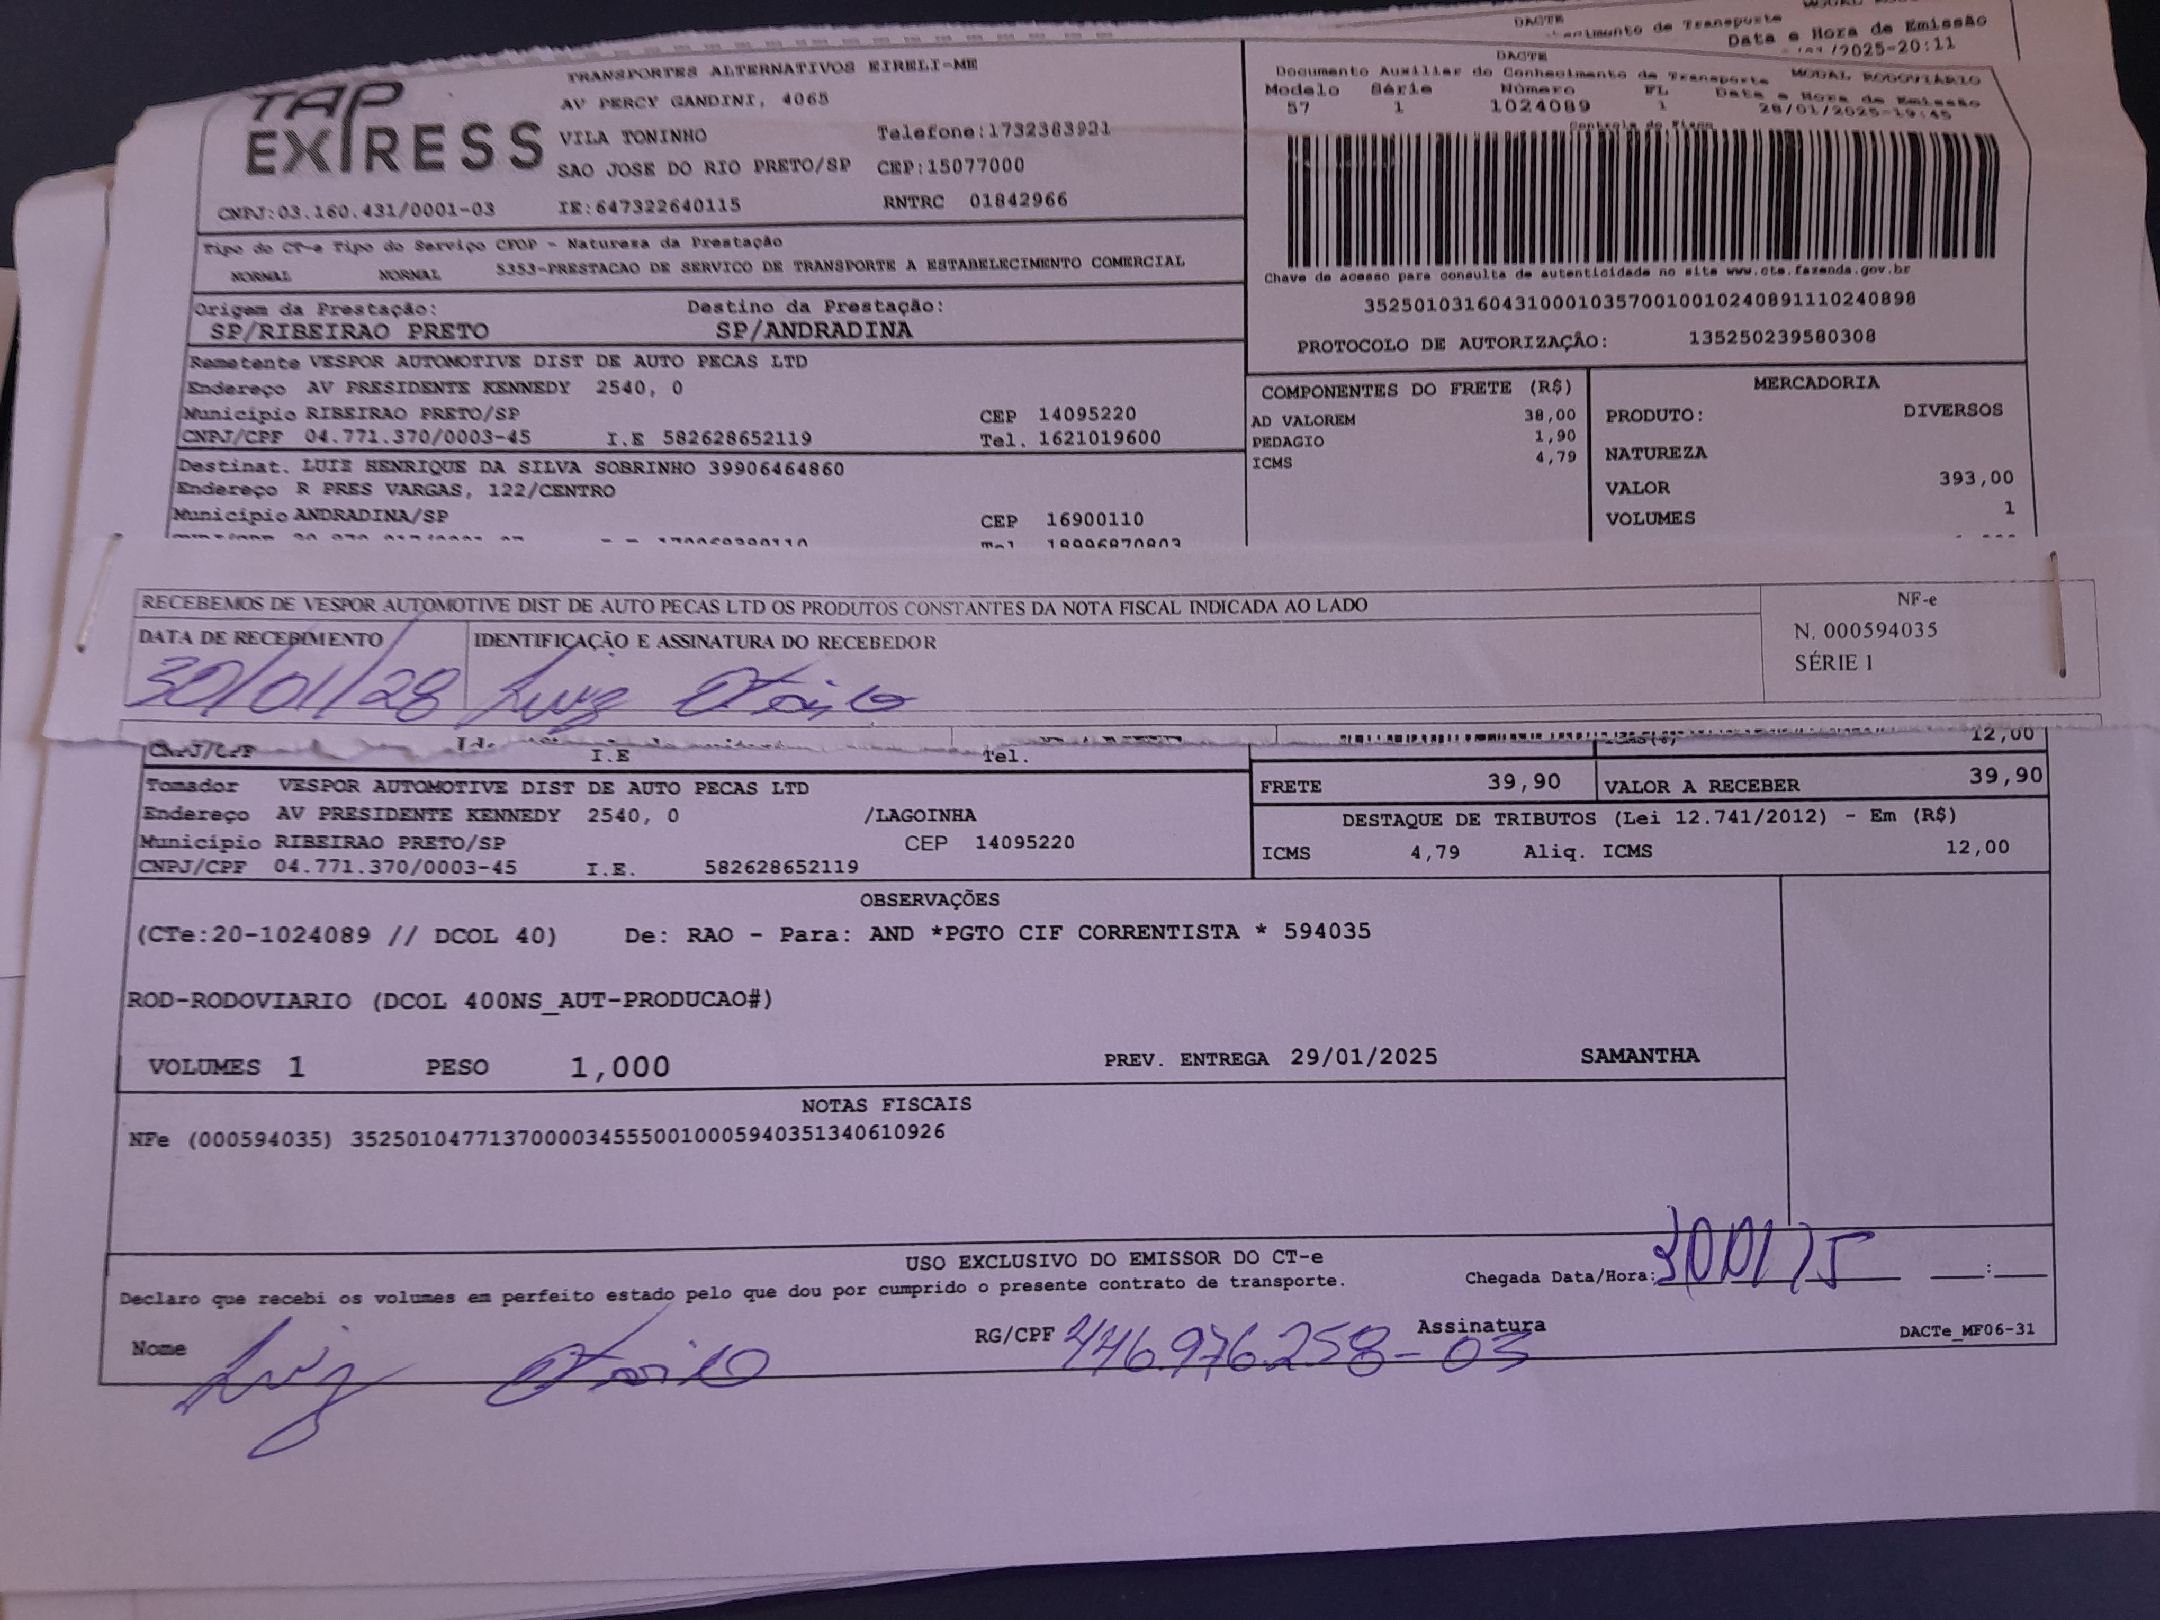 DACTE
de Transporte
Data e Hora de Emissão
/2025-20:11
TAP EXPRESS
TRANSPORTES ALTERNATIVOS EIRELI-ME
AV PERCY GANDINI, 4065
VILA TONINHO Telefone:1732383921
SAO JOSE DO RIO PRETO/SP CEP:15077000
CNPJ:03.160.431/0001-03 IE:647322640115 RNTRC 01842966
DACTE
Documento Auxiliar do Conhecimento de Transporte MODAL RODOVIÁRIO
Modelo Série Número FL Data e Hora de Emissão
57 1 1024089 1 28/01/2025-19:45
Controle do Fisco
Chave de acesso para consulta de autenticidade no site www.cte.fazenda.gov.br
35250103160431000103570010010240891110240898
PROTOCOLO DE AUTORIZAÇÃO: 135250239580308
Tipo do CT-e Tipo do Serviço CFOP - Natureza da Prestação
NORMAL NORMAL 5353-PRESTACAO DE SERVICO DE TRANSPORTE A ESTABELECIMENTO COMERCIAL
Origem da Prestação: Destino da Prestação:
SP/RIBEIRAO PRETO SP/ANDRADINA
Remetente VESPOR AUTOMOTIVE DIST DE AUTO PECAS LTD
Endereço AV PRESIDENTE KENNEDY 2540, 0
Município RIBEIRAO PRETO/SP CEP 14095220
CNPJ/CPF 04.771.370/0003-45 I.E 582628652119 Tel. 1621019600
Destinat. LUIZ HENRIQUE DA SILVA SOBRINHO 39906464860
Endereço R PRES VARGAS, 122/CENTRO
Município ANDRADINA/SP CEP 16900110
COMPONENTES DO FRETE (R$)
AD VALOREM 38,00
PEDAGIO 1,90
ICMS 4,79
MERCADORIA
PRODUTO: DIVERSOS
NATUREZA
VALOR 393,00
VOLUMES 1
RECEBEMOS DE VESPOR AUTOMOTIVE DIST DE AUTO PECAS LTD OS PRODUTOS CONSTANTES DA NOTA FISCAL INDICADA AO LADO
DATA DE RECEBIMENTO IDENTIFICAÇÃO E ASSINATURA DO RECEBEDOR
30/01/28 Luiz
NF-e
N. 000594035
SÉRIE 1
CNPJ/CPF I.E Tel.
12,00
Tomador VESPOR AUTOMOTIVE DIST DE AUTO PECAS LTD
Endereço AV PRESIDENTE KENNEDY 2540, 0 /LAGOINHA
Município RIBEIRAO PRETO/SP CEP 14095220
CNPJ/CPF 04.771.370/0003-45 I.E. 582628652119
FRETE 39,90 VALOR A RECEBER 39,90
DESTAQUE DE TRIBUTOS (Lei 12.741/2012) - Em (R$)
ICMS 4,79 Aliq. ICMS 12,00
OBSERVAÇÕES
(CTe:20-1024089 // DCOL 40) De: RAO - Para: AND *PGTO CIF CORRENTISTA * 594035
ROD-RODOVIARIO (DCOL 400NS_AUT-PRODUCAO#)
VOLUMES 1 PESO 1,000 PREV. ENTREGA 29/01/2025 SAMANTHA
NOTAS FISCAIS
NFe (000594035) 35250104771370000345550010005940351340610926
USO EXCLUSIVO DO EMISSOR DO CT-e
Declaro que recebi os volumes em perfeito estado pelo que dou por cumprido o presente contrato de transporte.
Chegada Data/Hora: :
Nome Luiz RG/CPF 446.976.258-03 Assinatura DACTe_MF06-31